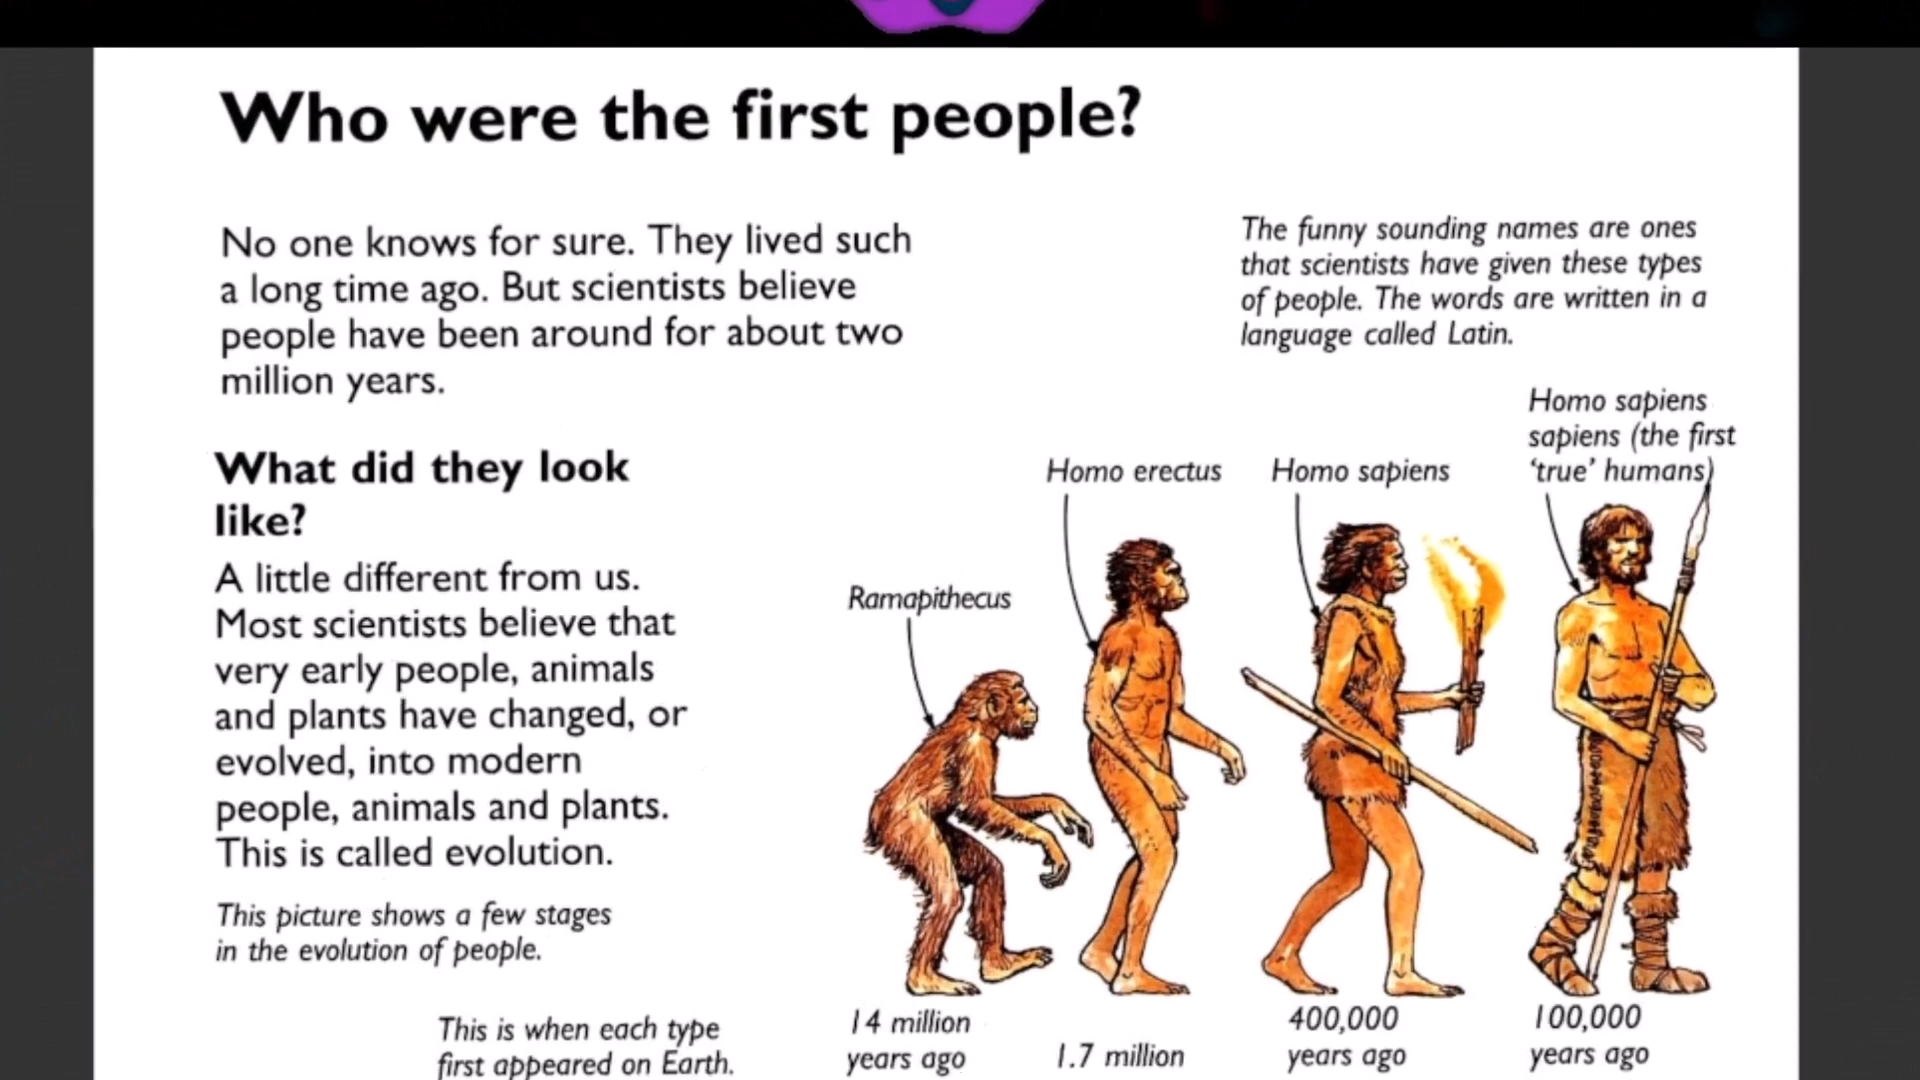 Who were the first people?
No one knows for sure. They lived such
a long time ago. But scientists believe
people have been around for about two
million years.
The funny sounding names are ones
that scientists have given these types
of people. The words are written in a
language called Latin.
What did they look
like?
A little different from us.
Most scientists believe that
very early people, animals
and plants have changed, or
evolved, into modern
people, animals and plants.
This is called evolution.
This picture shows a few stages
in the evolution of people.
Ramapithecus
Homo erectus
Homo sapiens
Homo sapiens
sapiens (the first
‘true’ humans)
This is when each type
first appeared on Earth.
14 million
years ago
1.7 million
400,000
years ago
100,000
years ago